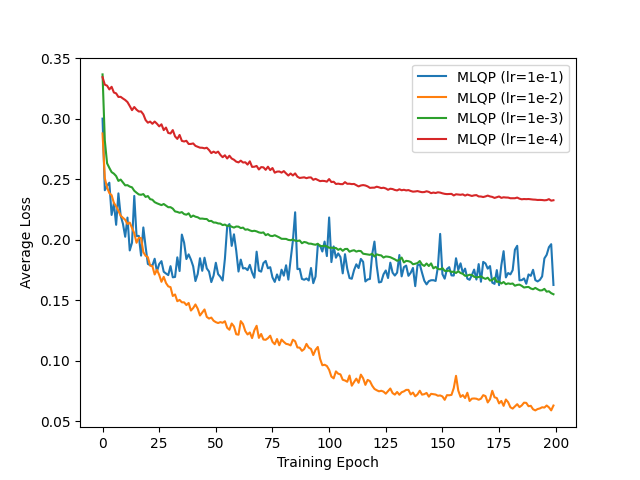 0.35
0.30
0.25
0.20
0.15
0.10
0.05
Average Loss
MLQP (lr=1e-1)
MLQP (lr=1e-2)
MLQP (lr=1e-3)
MLQP (lr=1e-4)
0 25 50 75 100 125 150 175 200
Training Epoch